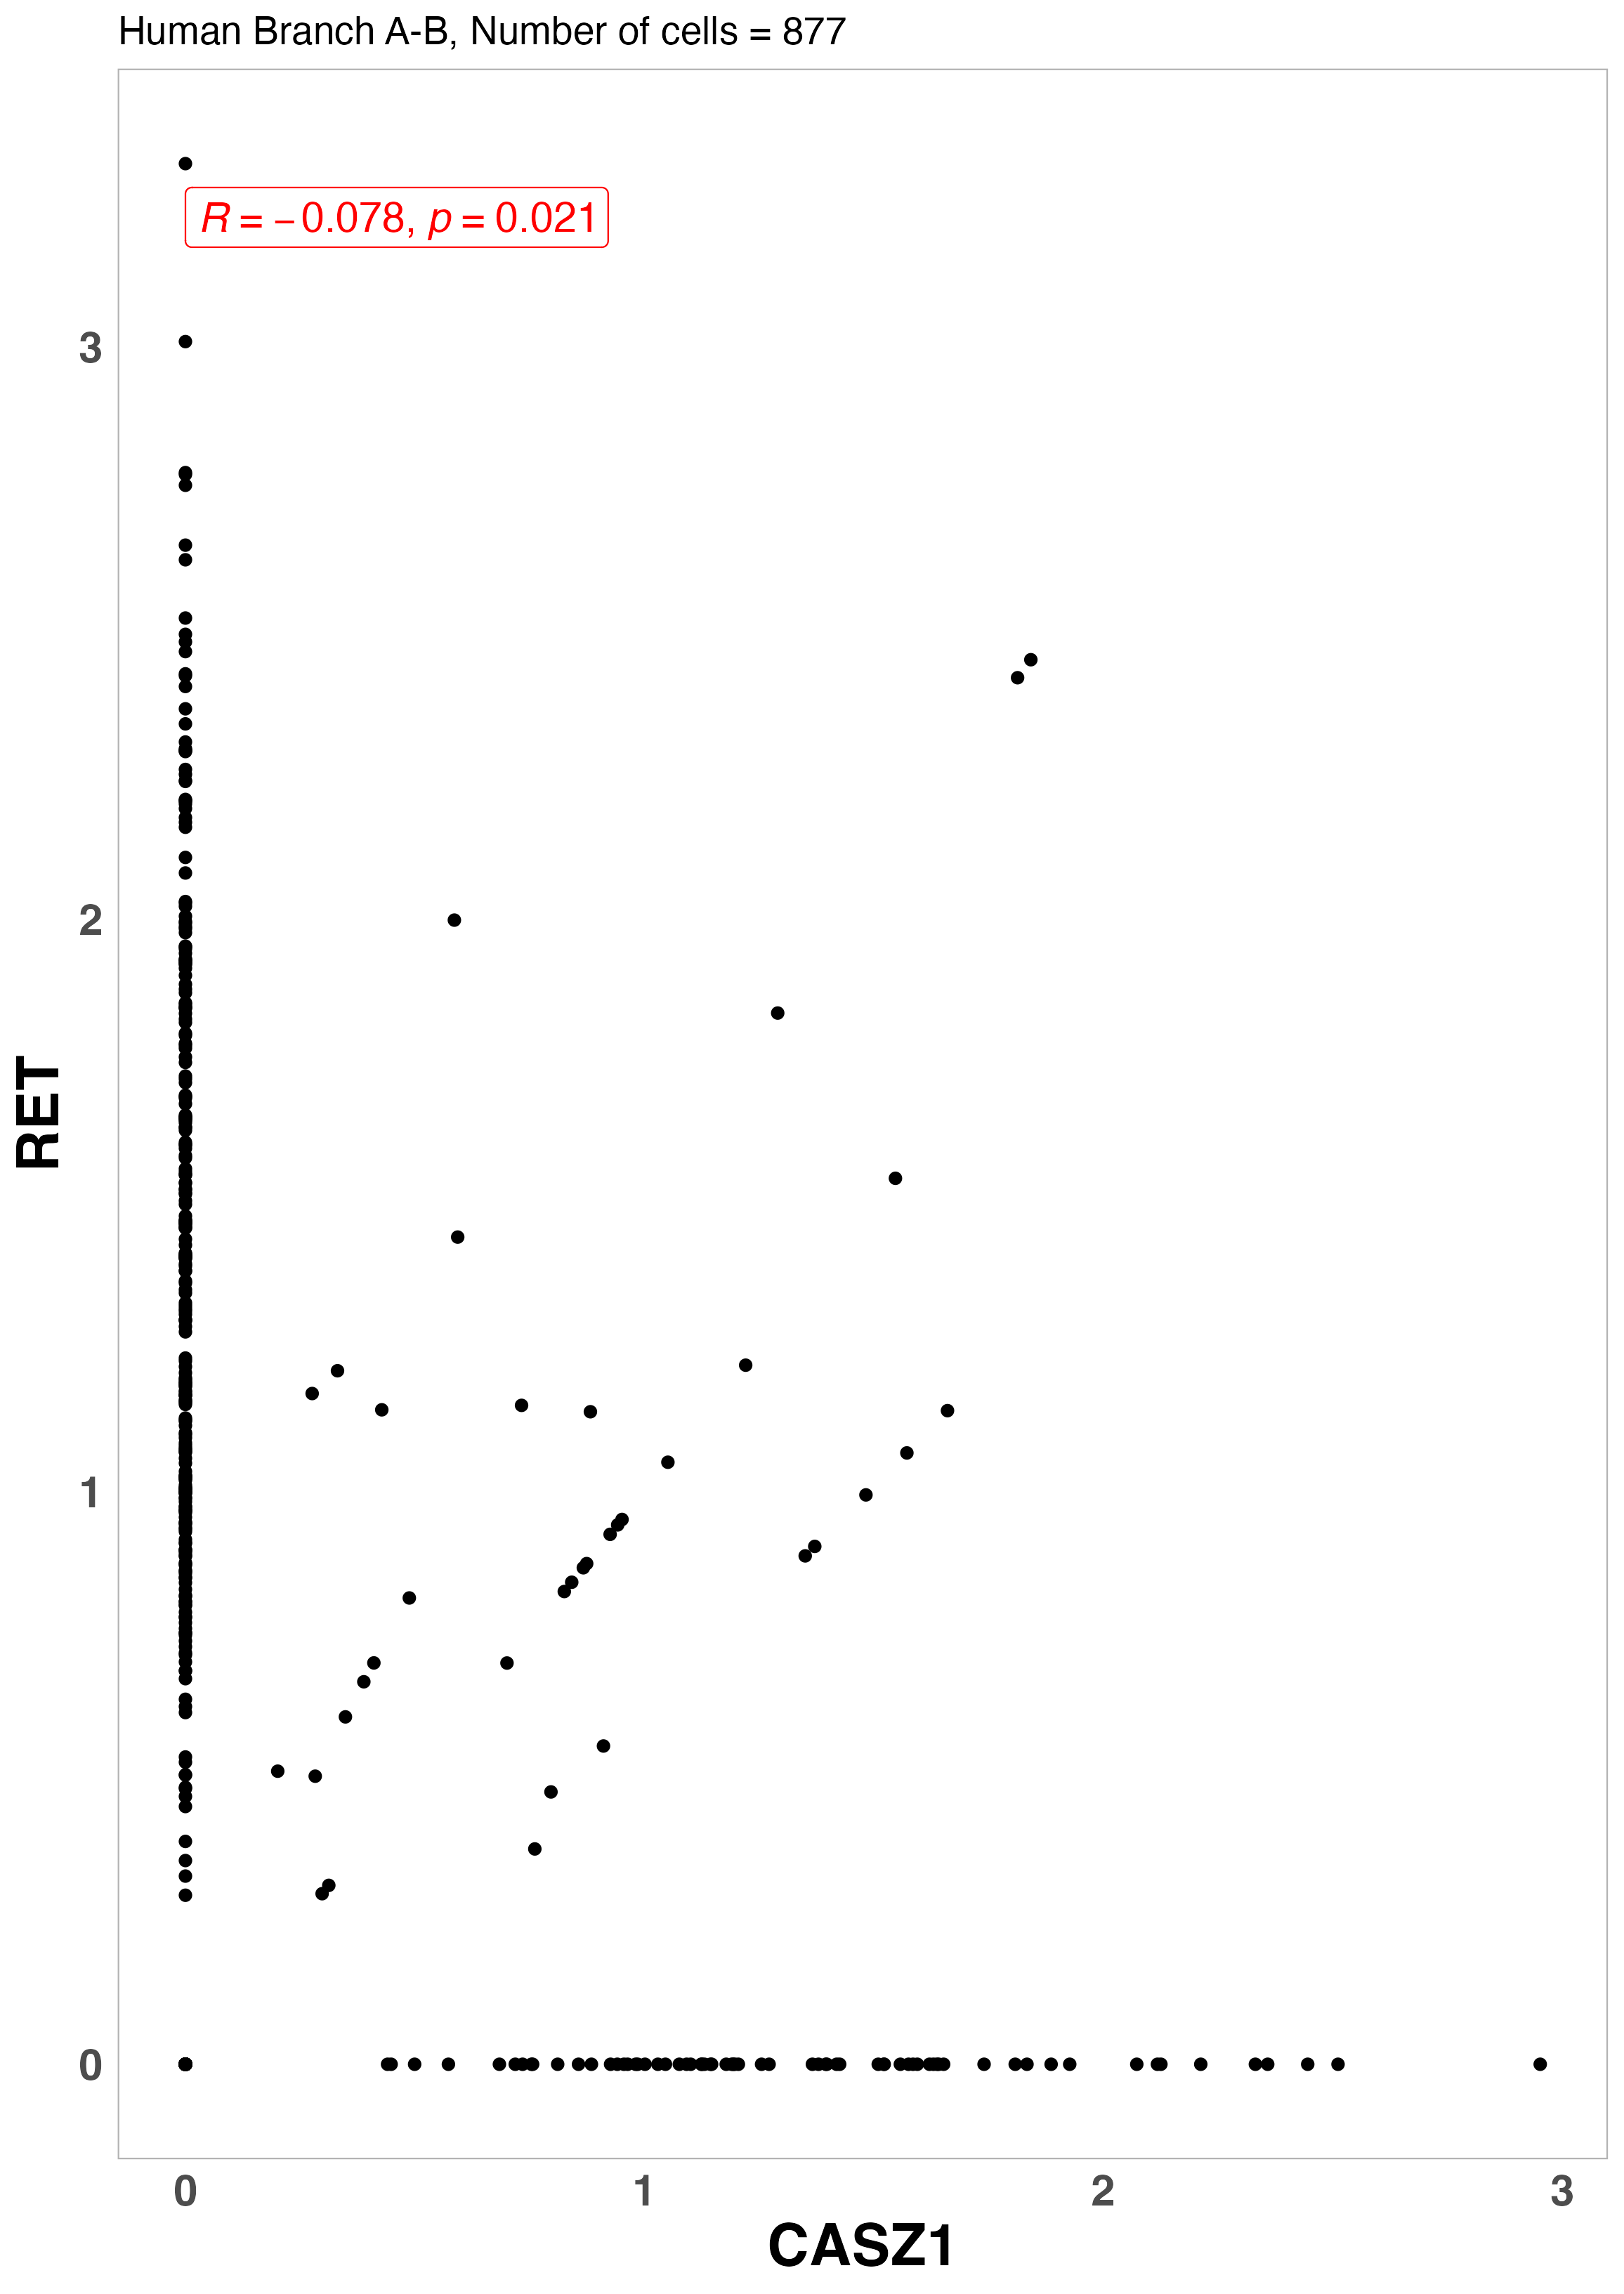 Human Branch A-B, Number of cells = 877
R = −0.078, p = 0.021
3
2
1
0
RET
0 1 2 3
CASZ1